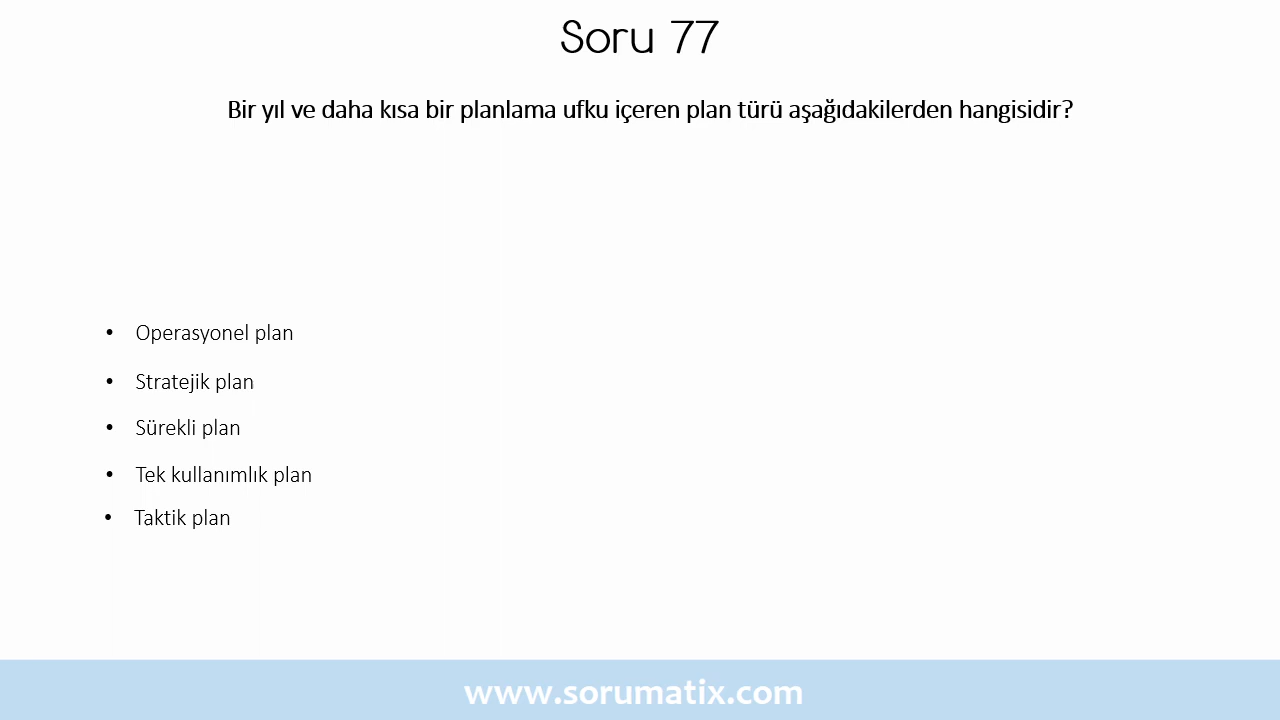 Soru 77
Bir yıl ve daha kısa bir planlama ufku içeren plan türü aşağıdakilerden hangisidir?
• Operasyonel plan
• Stratejik plan
• Sürekli plan
• Tek kullanımlık plan
• Taktik plan
www.sorumatix.com